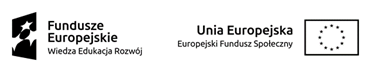 Fundusze
Europejskie
Wiedza Edukacja Rozwój
Unia Europejska
Europejski Fundusz Społeczny